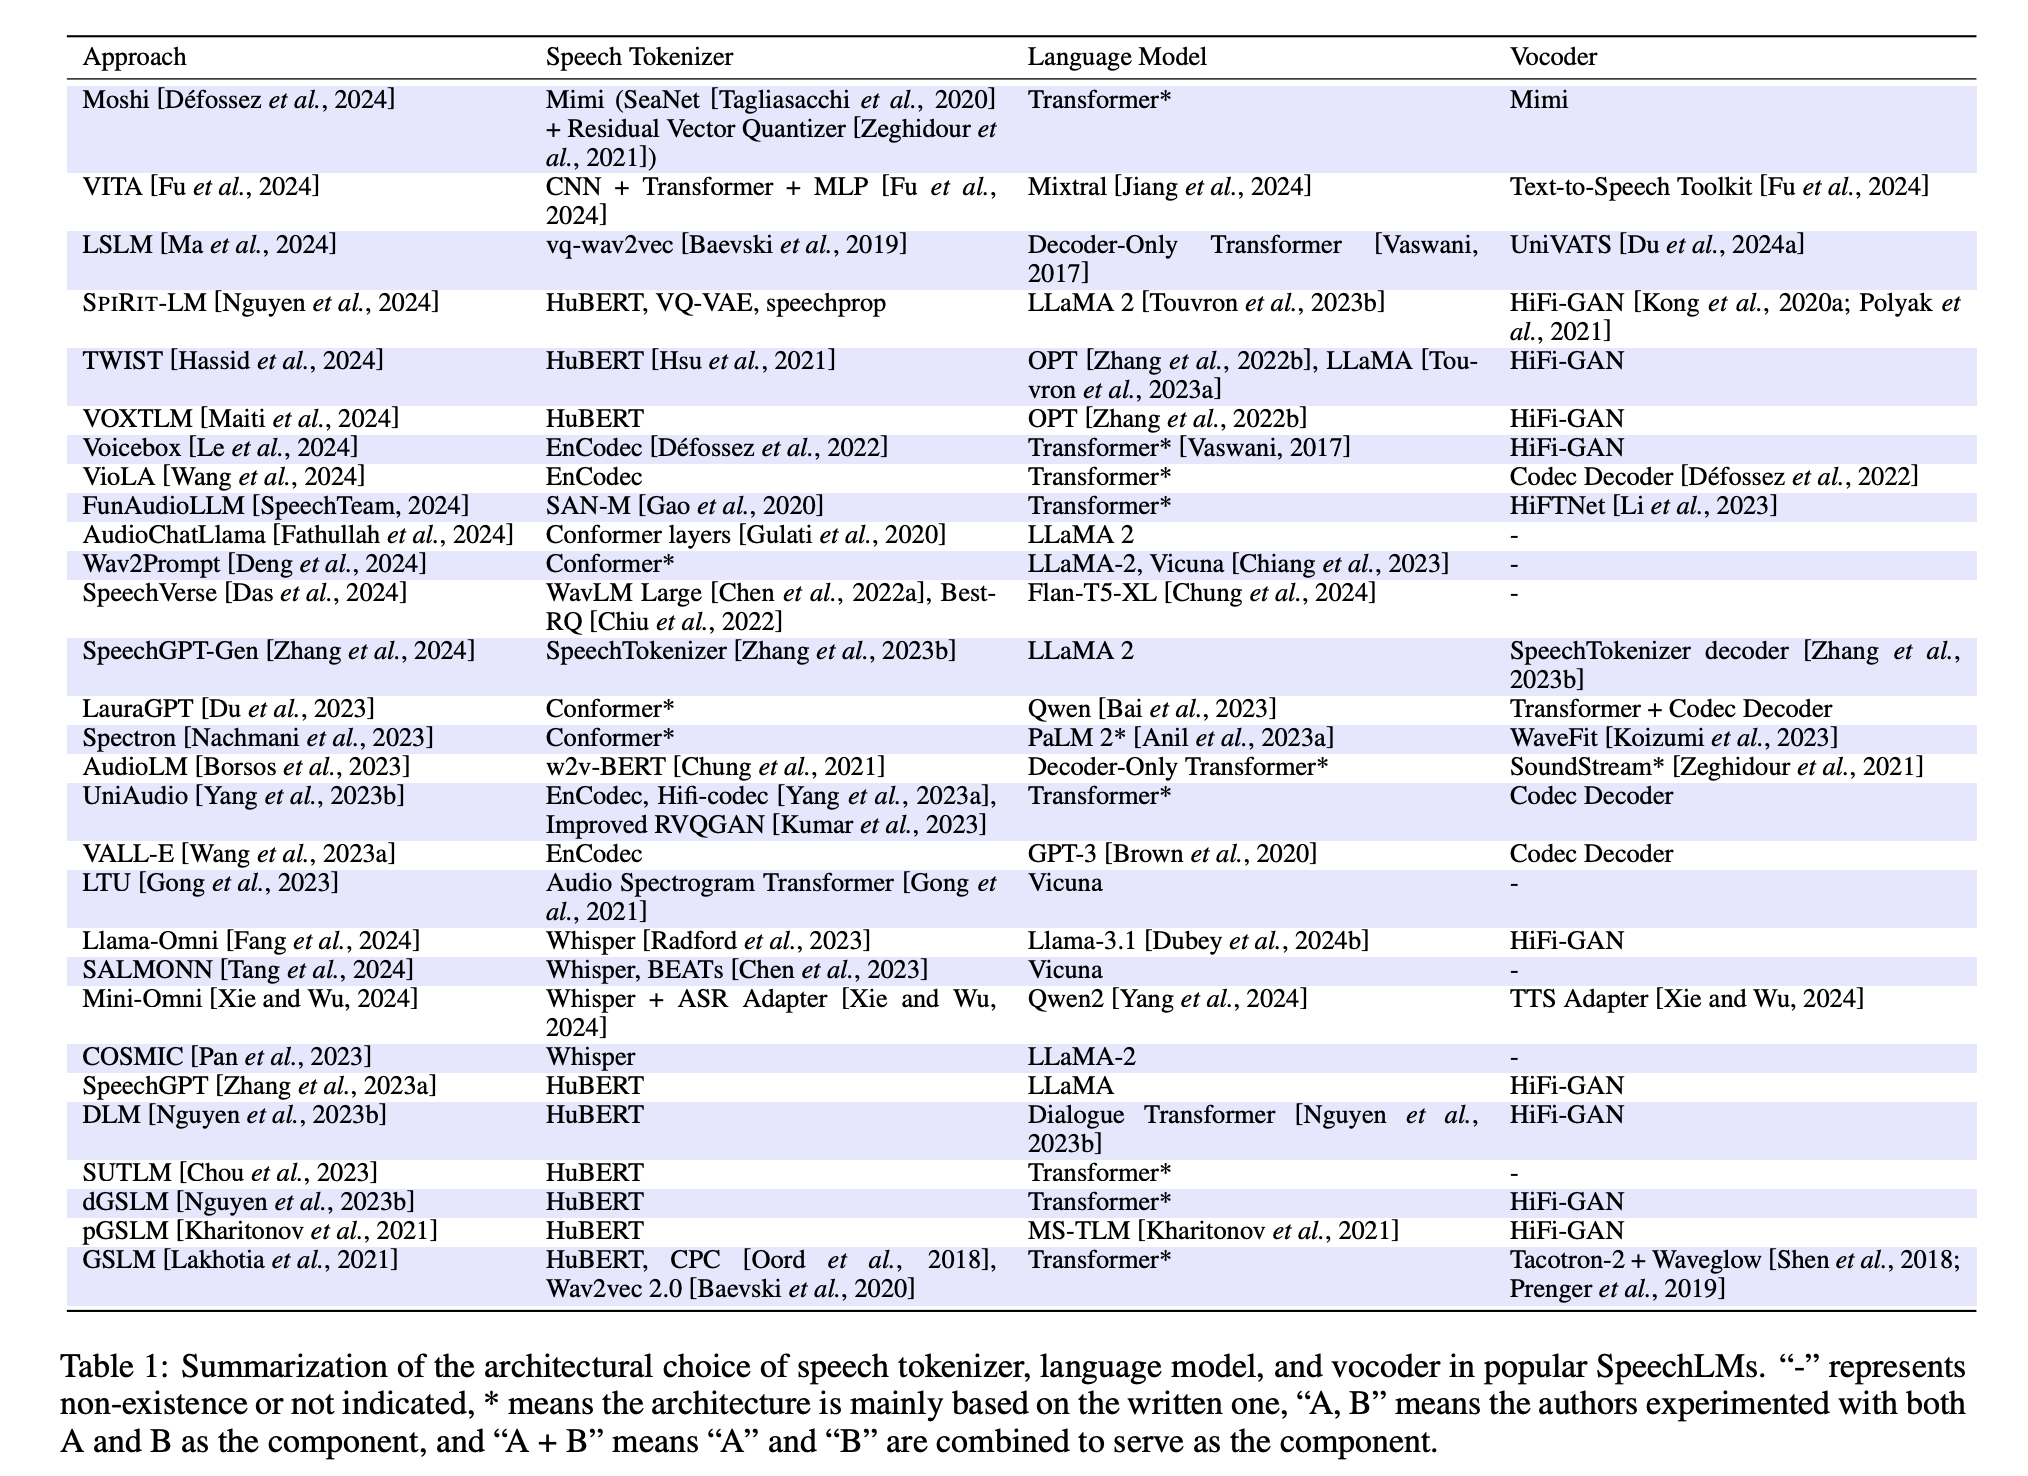 Approach Speech Tokenizer Language Model Vocoder
Moshi [Défossez et al., 2024] Mimi (SeaNet [Tagliasacchi et al., 2020] Transformer* Mimi
+ Residual Vector Quantizer [Zeghidour et
al., 2021])
VITA [Fu et al., 2024] CNN + Transformer + MLP [Fu et al., Mixtral [Jiang et al., 2024] Text-to-Speech Toolkit [Fu et al., 2024]
2024]
LSLM [Ma et al., 2024] vq-wav2vec [Baevski et al., 2019] Decoder-Only Transformer [Vaswani, UniVATS [Du et al., 2024a]
2017]
SPIRIT-LM [Nguyen et al., 2024] HuBERT, VQ-VAE, speechprop LLaMA 2 [Touvron et al., 2023b] HiFi-GAN [Kong et al., 2020a; Polyak et
al., 2021]
TWIST [Hassid et al., 2024] HuBERT [Hsu et al., 2021] OPT [Zhang et al., 2022b], LLaMA [Tou- HiFi-GAN
vron et al., 2023a]
VOXTLM [Maiti et al., 2024] HuBERT OPT [Zhang et al., 2022b] HiFi-GAN
Voicebox [Le et al., 2024] EnCodec [Défossez et al., 2022] Transformer* [Vaswani, 2017] HiFi-GAN
VioLA [Wang et al., 2024] EnCodec Transformer* Codec Decoder [Défossez et al., 2022]
FunAudioLLM [SpeechTeam, 2024] SAN-M [Gao et al., 2020] Transformer* HiFTNet [Li et al., 2023]
AudioChatLlama [Fathullah et al., 2024] Conformer layers [Gulati et al., 2020] LLaMA 2 -
Wav2Prompt [Deng et al., 2024] Conformer* LLaMA-2, Vicuna [Chiang et al., 2023] -
SpeechVerse [Das et al., 2024] WavLM Large [Chen et al., 2022a], Best- Flan-T5-XL [Chung et al., 2024] -
RQ [Chiu et al., 2022]
SpeechGPT-Gen [Zhang et al., 2024] SpeechTokenizer [Zhang et al., 2023b] LLaMA 2 SpeechTokenizer decoder [Zhang et al.,
2023b]
LauraGPT [Du et al., 2023] Conformer* Qwen [Bai et al., 2023] Transformer + Codec Decoder
Spectron [Nachmani et al., 2023] Conformer* PaLM 2* [Anil et al., 2023a] WaveFit [Koizumi et al., 2023]
AudioLM [Borsos et al., 2023] w2v-BERT [Chung et al., 2021] Decoder-Only Transformer* SoundStream* [Zeghidour et al., 2021]
UniAudio [Yang et al., 2023b] EnCodec, Hifi-codec [Yang et al., 2023a], Transformer* Codec Decoder
Improved RVQGAN [Kumar et al., 2023]
VALL-E [Wang et al., 2023a] EnCodec GPT-3 [Brown et al., 2020] Codec Decoder
LTU [Gong et al., 2023] Audio Spectrogram Transformer [Gong et Vicuna -
al., 2021]
Llama-Omni [Fang et al., 2024] Whisper [Radford et al., 2023] Llama-3.1 [Dubey et al., 2024b] HiFi-GAN
SALMONN [Tang et al., 2024] Whisper, BEATs [Chen et al., 2023] Vicuna -
Mini-Omni [Xie and Wu, 2024] Whisper + ASR Adapter [Xie and Wu, Qwen2 [Yang et al., 2024] TTS Adapter [Xie and Wu, 2024]
2024]
COSMIC [Pan et al., 2023] Whisper LLaMA-2 -
SpeechGPT [Zhang et al., 2023a] HuBERT LLaMA HiFi-GAN
DLM [Nguyen et al., 2023b] HuBERT Dialogue Transformer [Nguyen et al., HiFi-GAN
2023b]
SUTLM [Chou et al., 2023] HuBERT Transformer* -
dGSLM [Nguyen et al., 2023b] HuBERT Transformer* HiFi-GAN
pGSLM [Kharitonov et al., 2021] HuBERT MS-TLM [Kharitonov et al., 2021] HiFi-GAN
GSLM [Lakhotia et al., 2021] HuBERT, CPC [Oord et al., 2018], Transformer* Tacotron-2 + Waveglow [Shen et al., 2018;
Wav2vec 2.0 [Baevski et al., 2020] Prenger et al., 2019]
Table 1: Summarization of the architectural choice of speech tokenizer, language model, and vocoder in popular SpeechLMs. “-” represents
non-existence or not indicated, * means the architecture is mainly based on the written one, “A, B” means the authors experimented with both
A and B as the component, and “A + B” means “A” and “B” are combined to serve as the component.